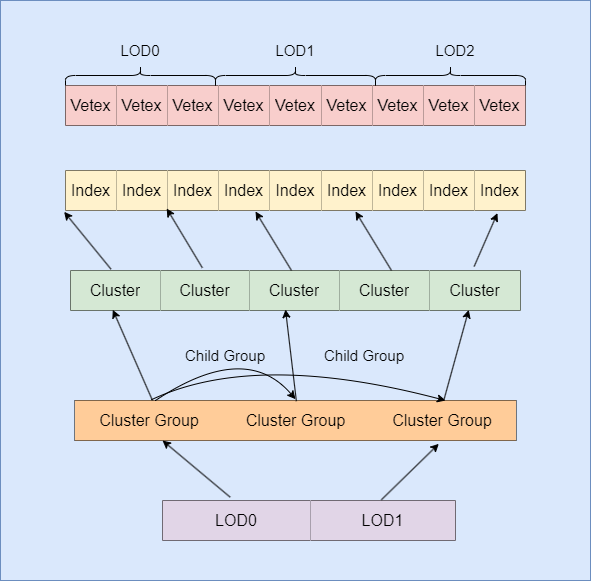 LOD0 LOD1 LOD2
Vetex Vetex Vetex Vetex Vetex Vetex Vetex Vetex Vetex
Index Index Index Index Index Index Index Index Index
Cluster Cluster Cluster Cluster Cluster
Child Group Child Group
Cluster Group Cluster Group Cluster Group
LOD0 LOD1